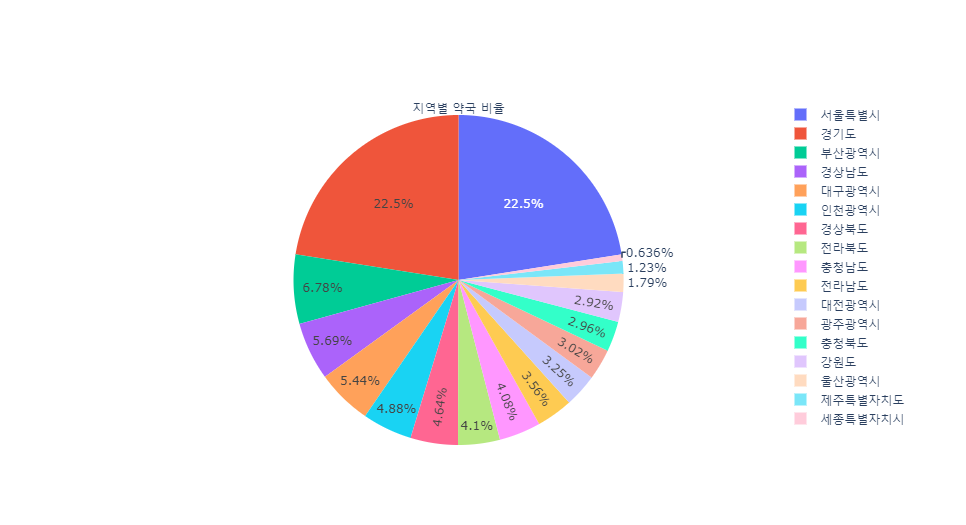 지역별 약국 비율
22.5%
22.5%
6.78%
5.69%
5.44%
4.88%
4.64%
4.1%
4.08%
3.56%
3.25%
3.02%
2.96%
2.92%
1.79%
1.23%
0.636%
서울특별시
경기도
부산광역시
경상남도
대구광역시
인천광역시
경상북도
전라북도
충청남도
전라남도
대전광역시
광주광역시
충청북도
강원도
울산광역시
제주특별자치도
세종특별자치시